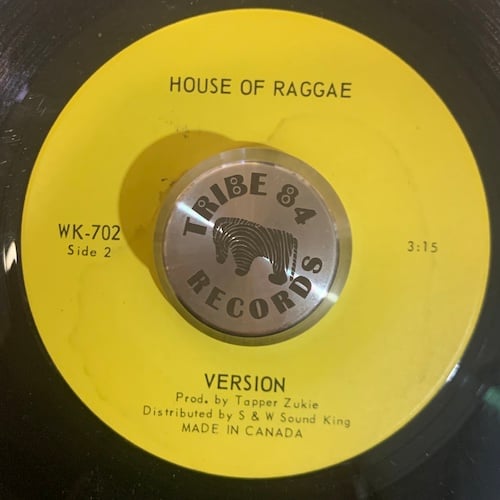 HOUSE OF RAGGAE
TRIBE 84
RECORDS
WK-702
Side 2
3:15
VERSION
Prod. by Tapper Zukie
Distributed by S & W Sound King
MADE IN CANADA